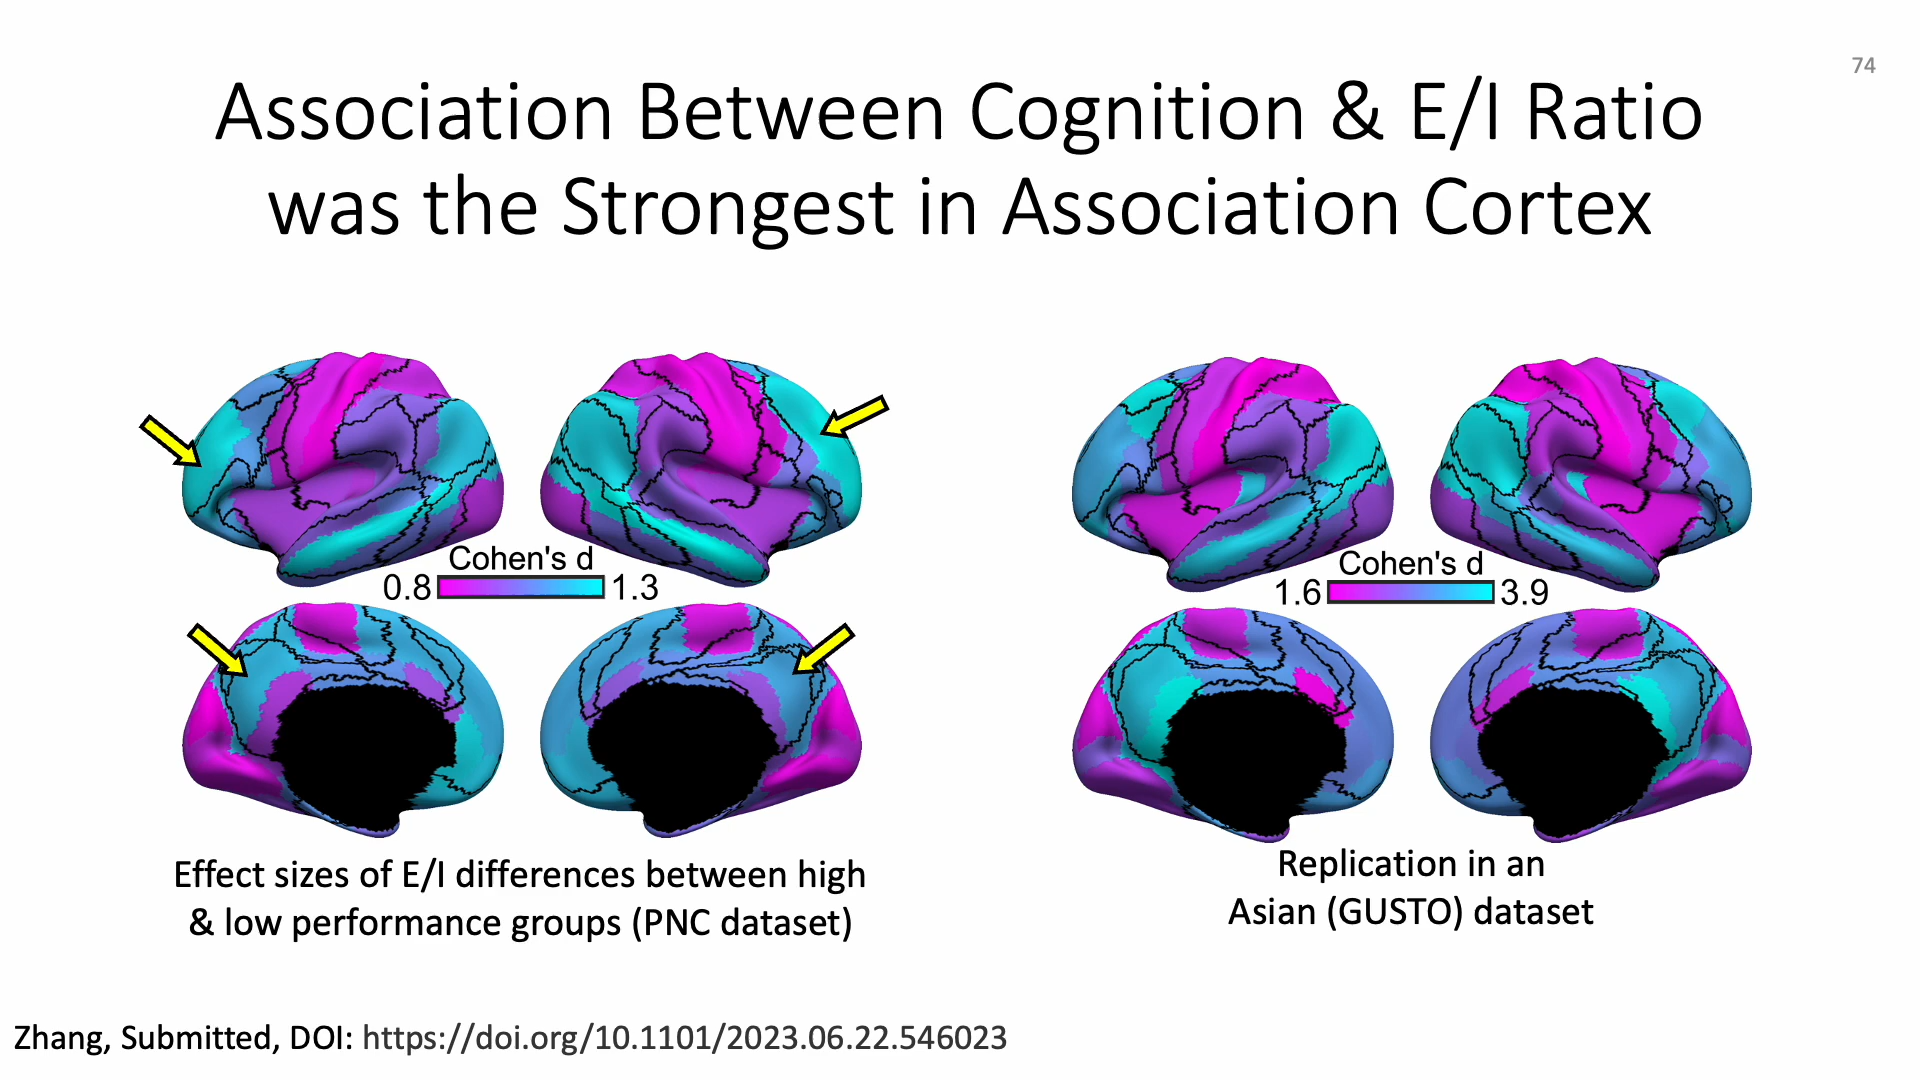 74
Association Between Cognition & E/I Ratio
was the Strongest in Association Cortex
Cohen's d
0.8 1.3
Effect sizes of E/I differences between high
& low performance groups (PNC dataset)
Cohen's d
1.6 3.9
Replication in an
Asian (GUSTO) dataset
Zhang, Submitted, DOI: https://doi.org/10.1101/2023.06.22.546023